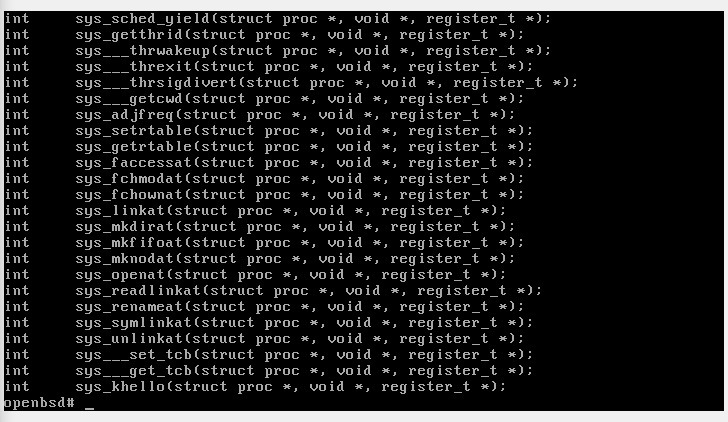 int     sys_sched_yield(struct proc *, void *, register_t *);
int     sys_getthrid(struct proc *, void *, register_t *);
int     sys___thrwakeup(struct proc *, void *, register_t *);
int     sys___threxit(struct proc *, void *, register_t *);
int     sys___thrsigdivert(struct proc *, void *, register_t *);
int     sys___getcwd(struct proc *, void *, register_t *);
int     sys_adjfreq(struct proc *, void *, register_t *);
int     sys_setrtable(struct proc *, void *, register_t *);
int     sys_getrtable(struct proc *, void *, register_t *);
int     sys_faccessat(struct proc *, void *, register_t *);
int     sys_fchmodat(struct proc *, void *, register_t *);
int     sys_fchownat(struct proc *, void *, register_t *);
int     sys_linkat(struct proc *, void *, register_t *);
int     sys_mkdirat(struct proc *, void *, register_t *);
int     sys_mkfifoat(struct proc *, void *, register_t *);
int     sys_mknodat(struct proc *, void *, register_t *);
int     sys_openat(struct proc *, void *, register_t *);
int     sys_readlinkat(struct proc *, void *, register_t *);
int     sys_renameat(struct proc *, void *, register_t *);
int     sys_symlinkat(struct proc *, void *, register_t *);
int     sys_unlinkat(struct proc *, void *, register_t *);
int     sys___set_tcb(struct proc *, void *, register_t *);
int     sys___get_tcb(struct proc *, void *, register_t *);
int     sys_khello(struct proc *, void *, register_t *);
openbsd# _